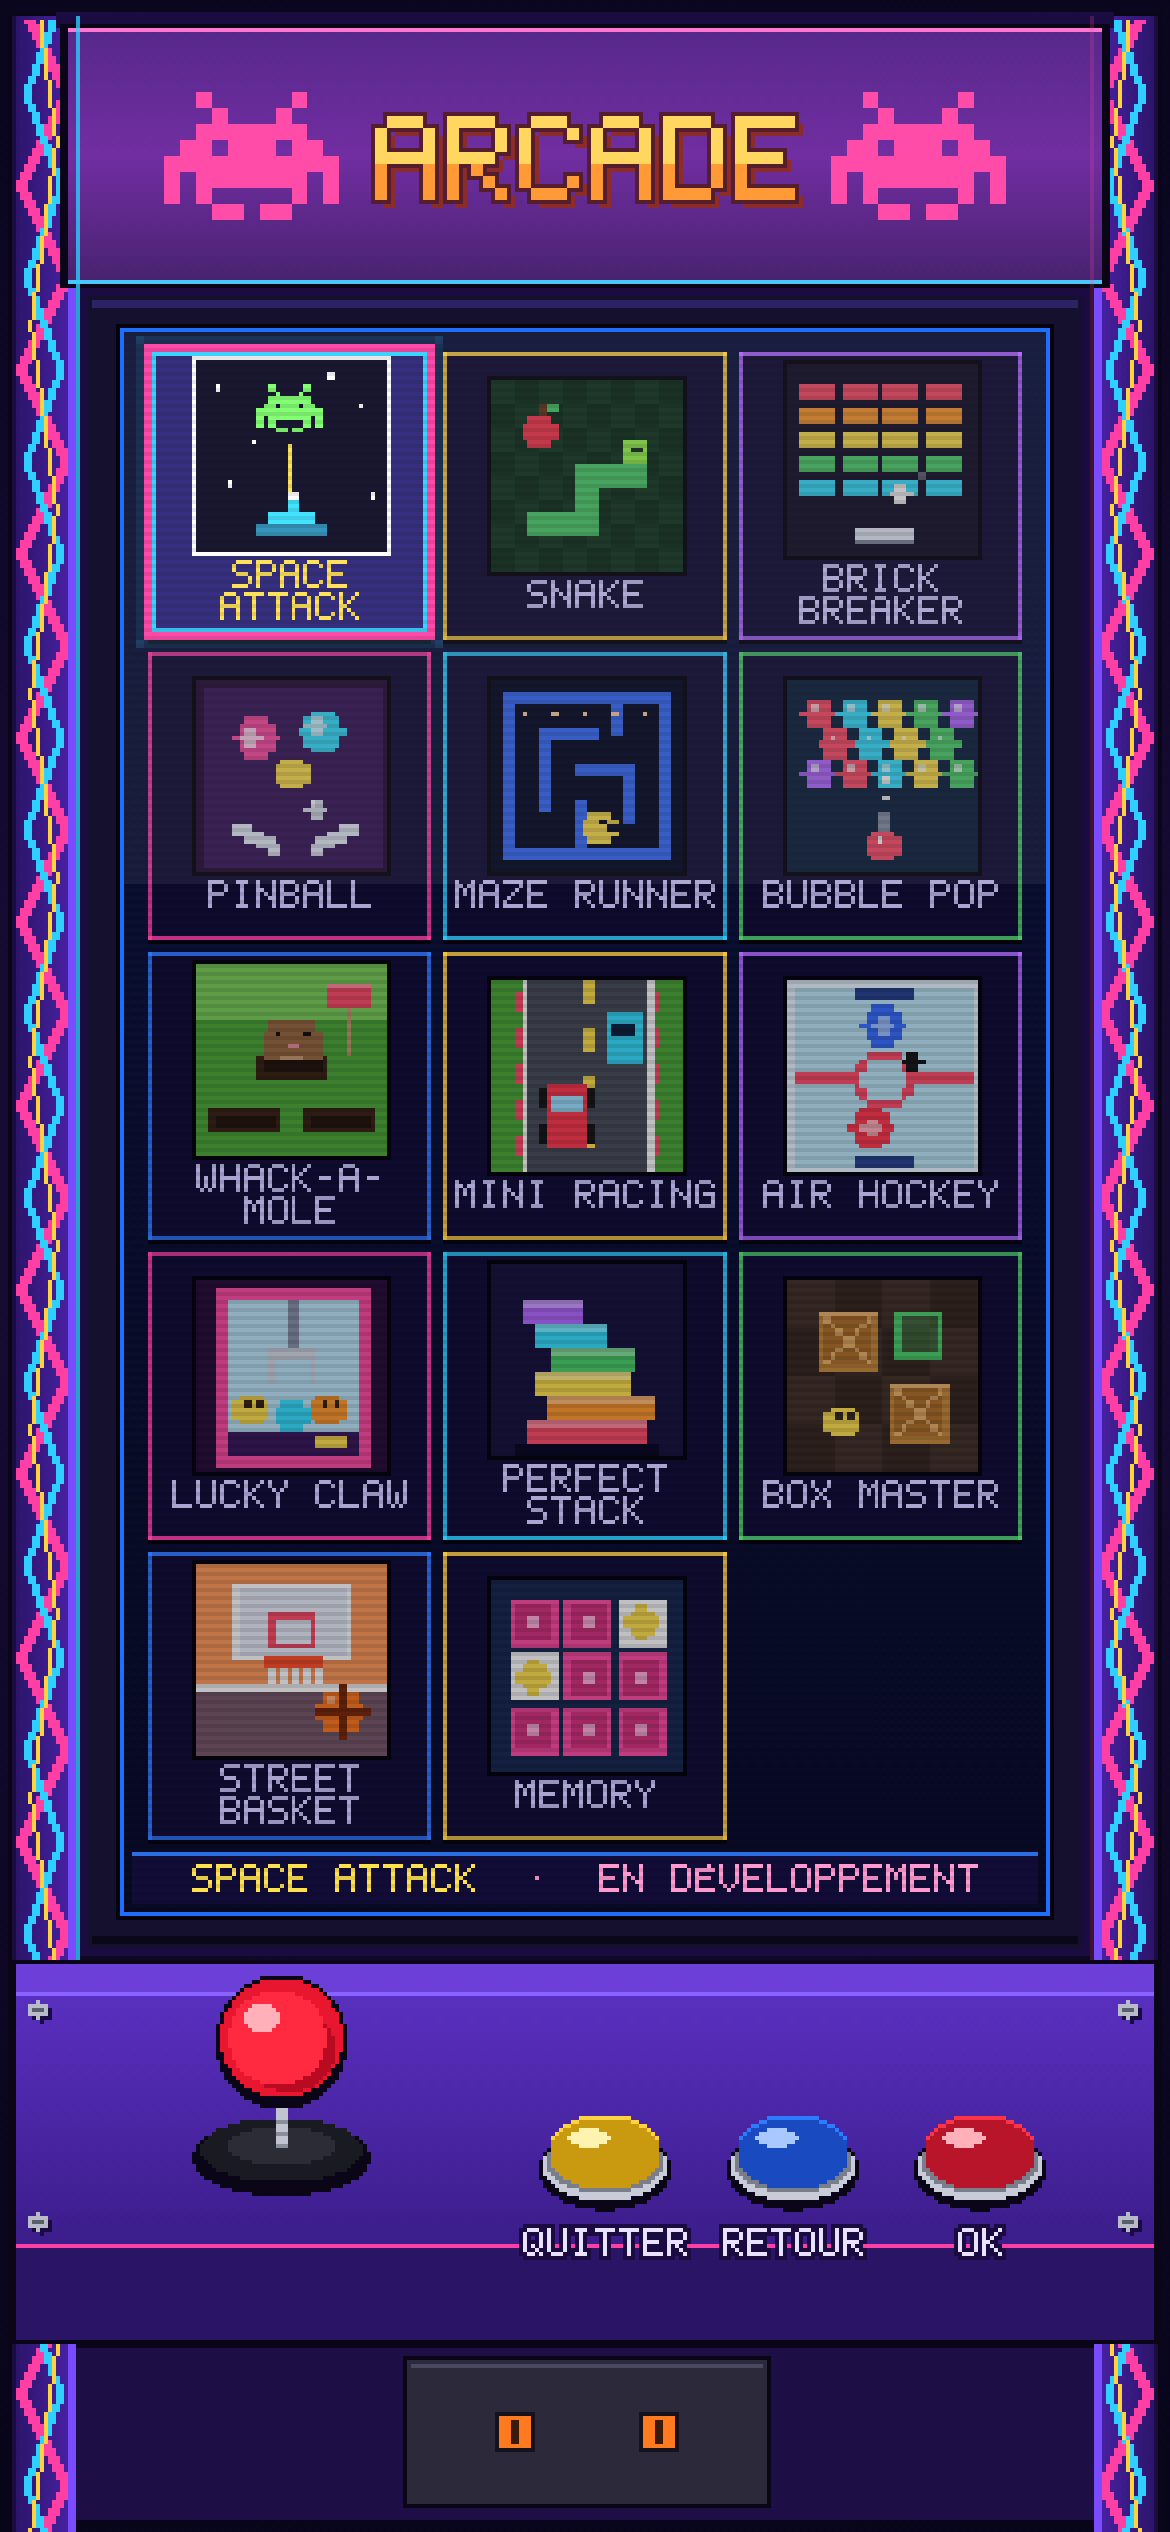 ARCADE
SPACE
ATTACK
SNAKE
BRICK
BREAKER
PINBALL
MAZE RUNNER
BUBBLE POP
WHACK-A-
MOLE
MINI RACING
AIR HOCKEY
LUCKY CLAW
PERFECT
STACK
BOX MASTER
STREET
BASKET
MEMORY
SPACE ATTACK · EN DÉVELOPPEMENT
QUITTER RETOUR OK